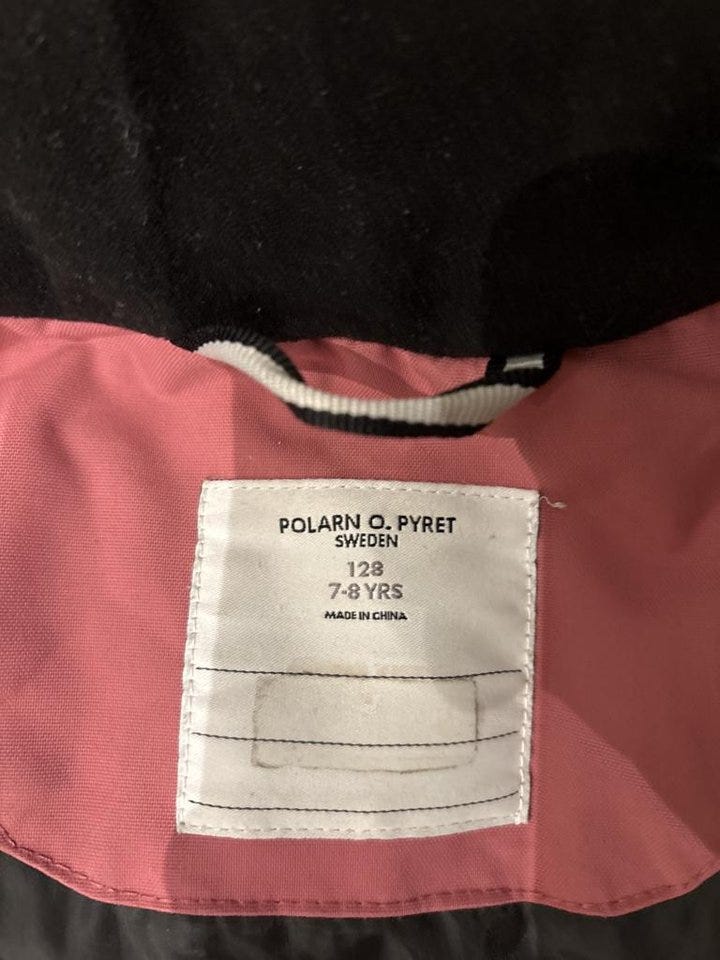 POLARN O. PYRET
SWEDEN
128
7-8 YRS
MADE IN CHINA